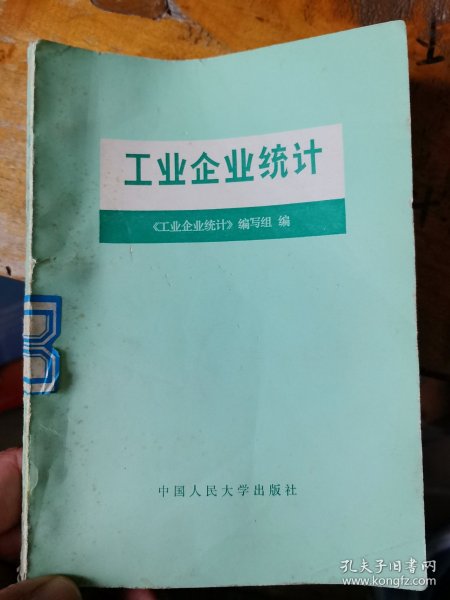 工业企业统计
《工业企业统计》编写组 编
B
中国人民大学出版社
孔夫子旧书网
www.kongfz.com